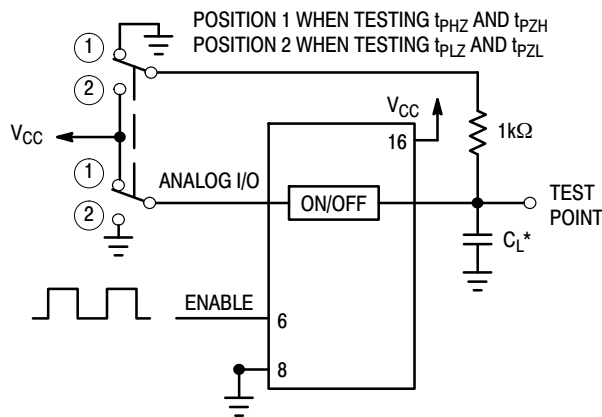 POSITION 1 WHEN TESTING tPHZ AND tPZH
POSITION 2 WHEN TESTING tPLZ AND tPZL
1
2
VCC
VCC
16
1kΩ
1
2
ANALOG I/O
ON/OFF
TEST
POINT
CL*
ENABLE
6
8